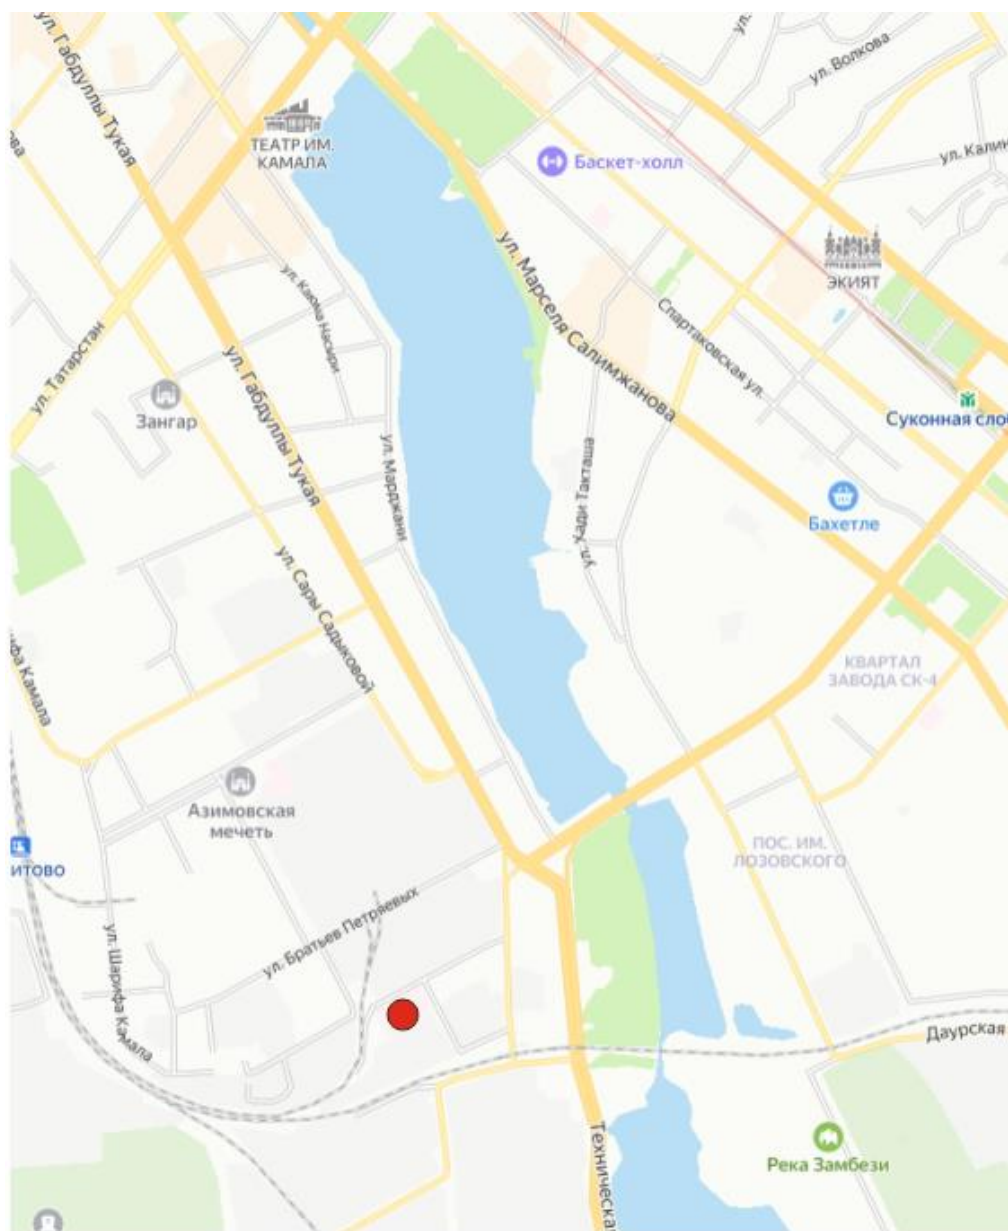 ул. Габдуллы Тукая
ул. Волкова
ул. Калин
ова
ТЕАТР ИМ.
КАМАЛА
Баскет-холл
ул. Марселя Салимжанова
ЭКИЯТ
ул. Каюма Насыри
Спартаковская ул.
ул. Татарстан
ул. Габдуллы Тукая
Зангар
Суконная слоб
ул. Марджани
ул. Хади Такташа
Бахетле
ул. Сары Садыковой
ифа Камала
КВАРТАЛ
ЗАВОДА СК-4
Азимовская
мечеть
ИТОВО
ПОС. ИМ.
ЛОЗОВСКОГО
ул. Братьев Петряевых
ул. Шарифа Камала
Даурская
Техническая
Река Замбези